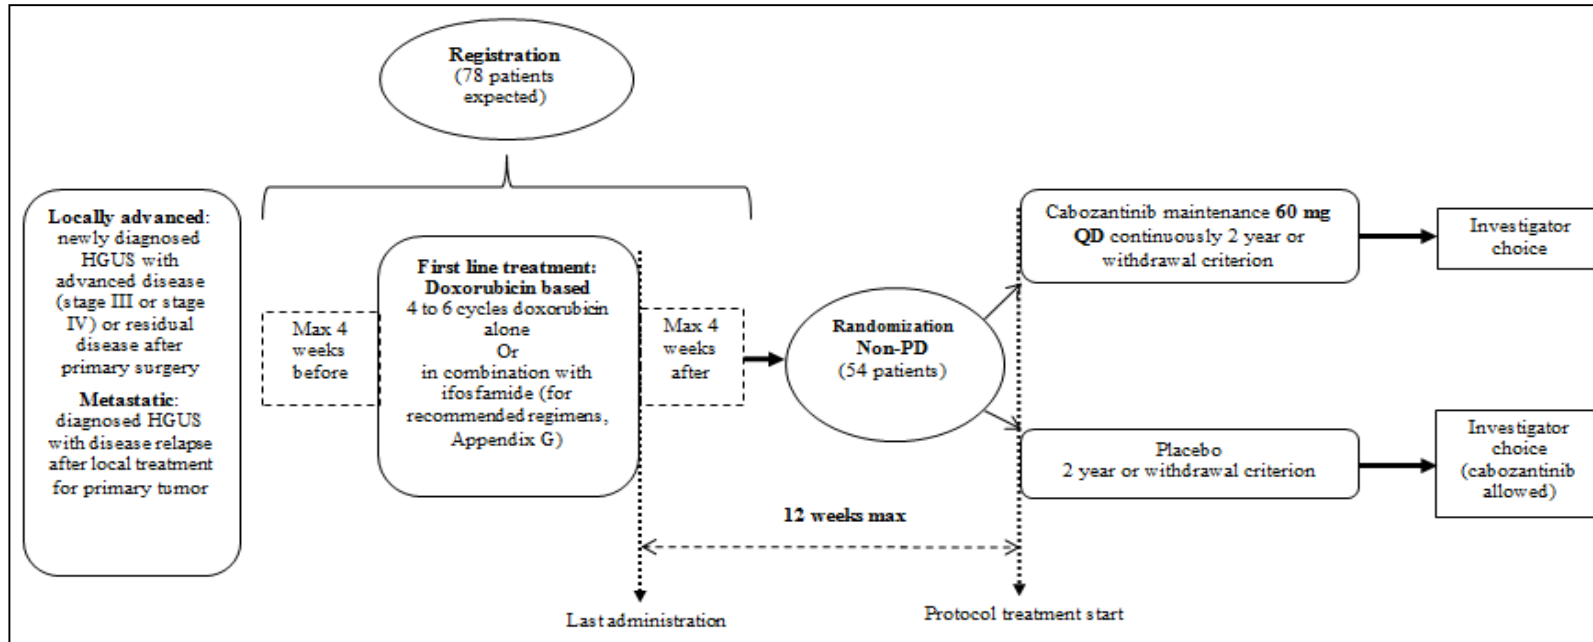 Registration
(78 patients
expected)
Locally advanced:
newly diagnosed
HGUS with
advanced disease
(stage III or stage
IV) or residual
disease after
primary surgery
Metastatic:
diagnosed HGUS
with disease relapse
after local treatment
for primary tumor
Max 4
weeks
before
First line treatment:
Doxorubicin based
4 to 6 cycles doxorubicin
alone
Or
in combination with
ifosfamide (for
recommended regimens,
Appendix G)
Max 4
weeks
after
Randomization
Non-PD
(54 patients)
Cabozantinib maintenance 60 mg
QD continuously 2 year or
withdrawal criterion
Investigator
choice
Placebo
2 year or withdrawal criterion
Investigator
choice
(cabozantinib
allowed)
12 weeks max
Last administration
Protocol treatment start